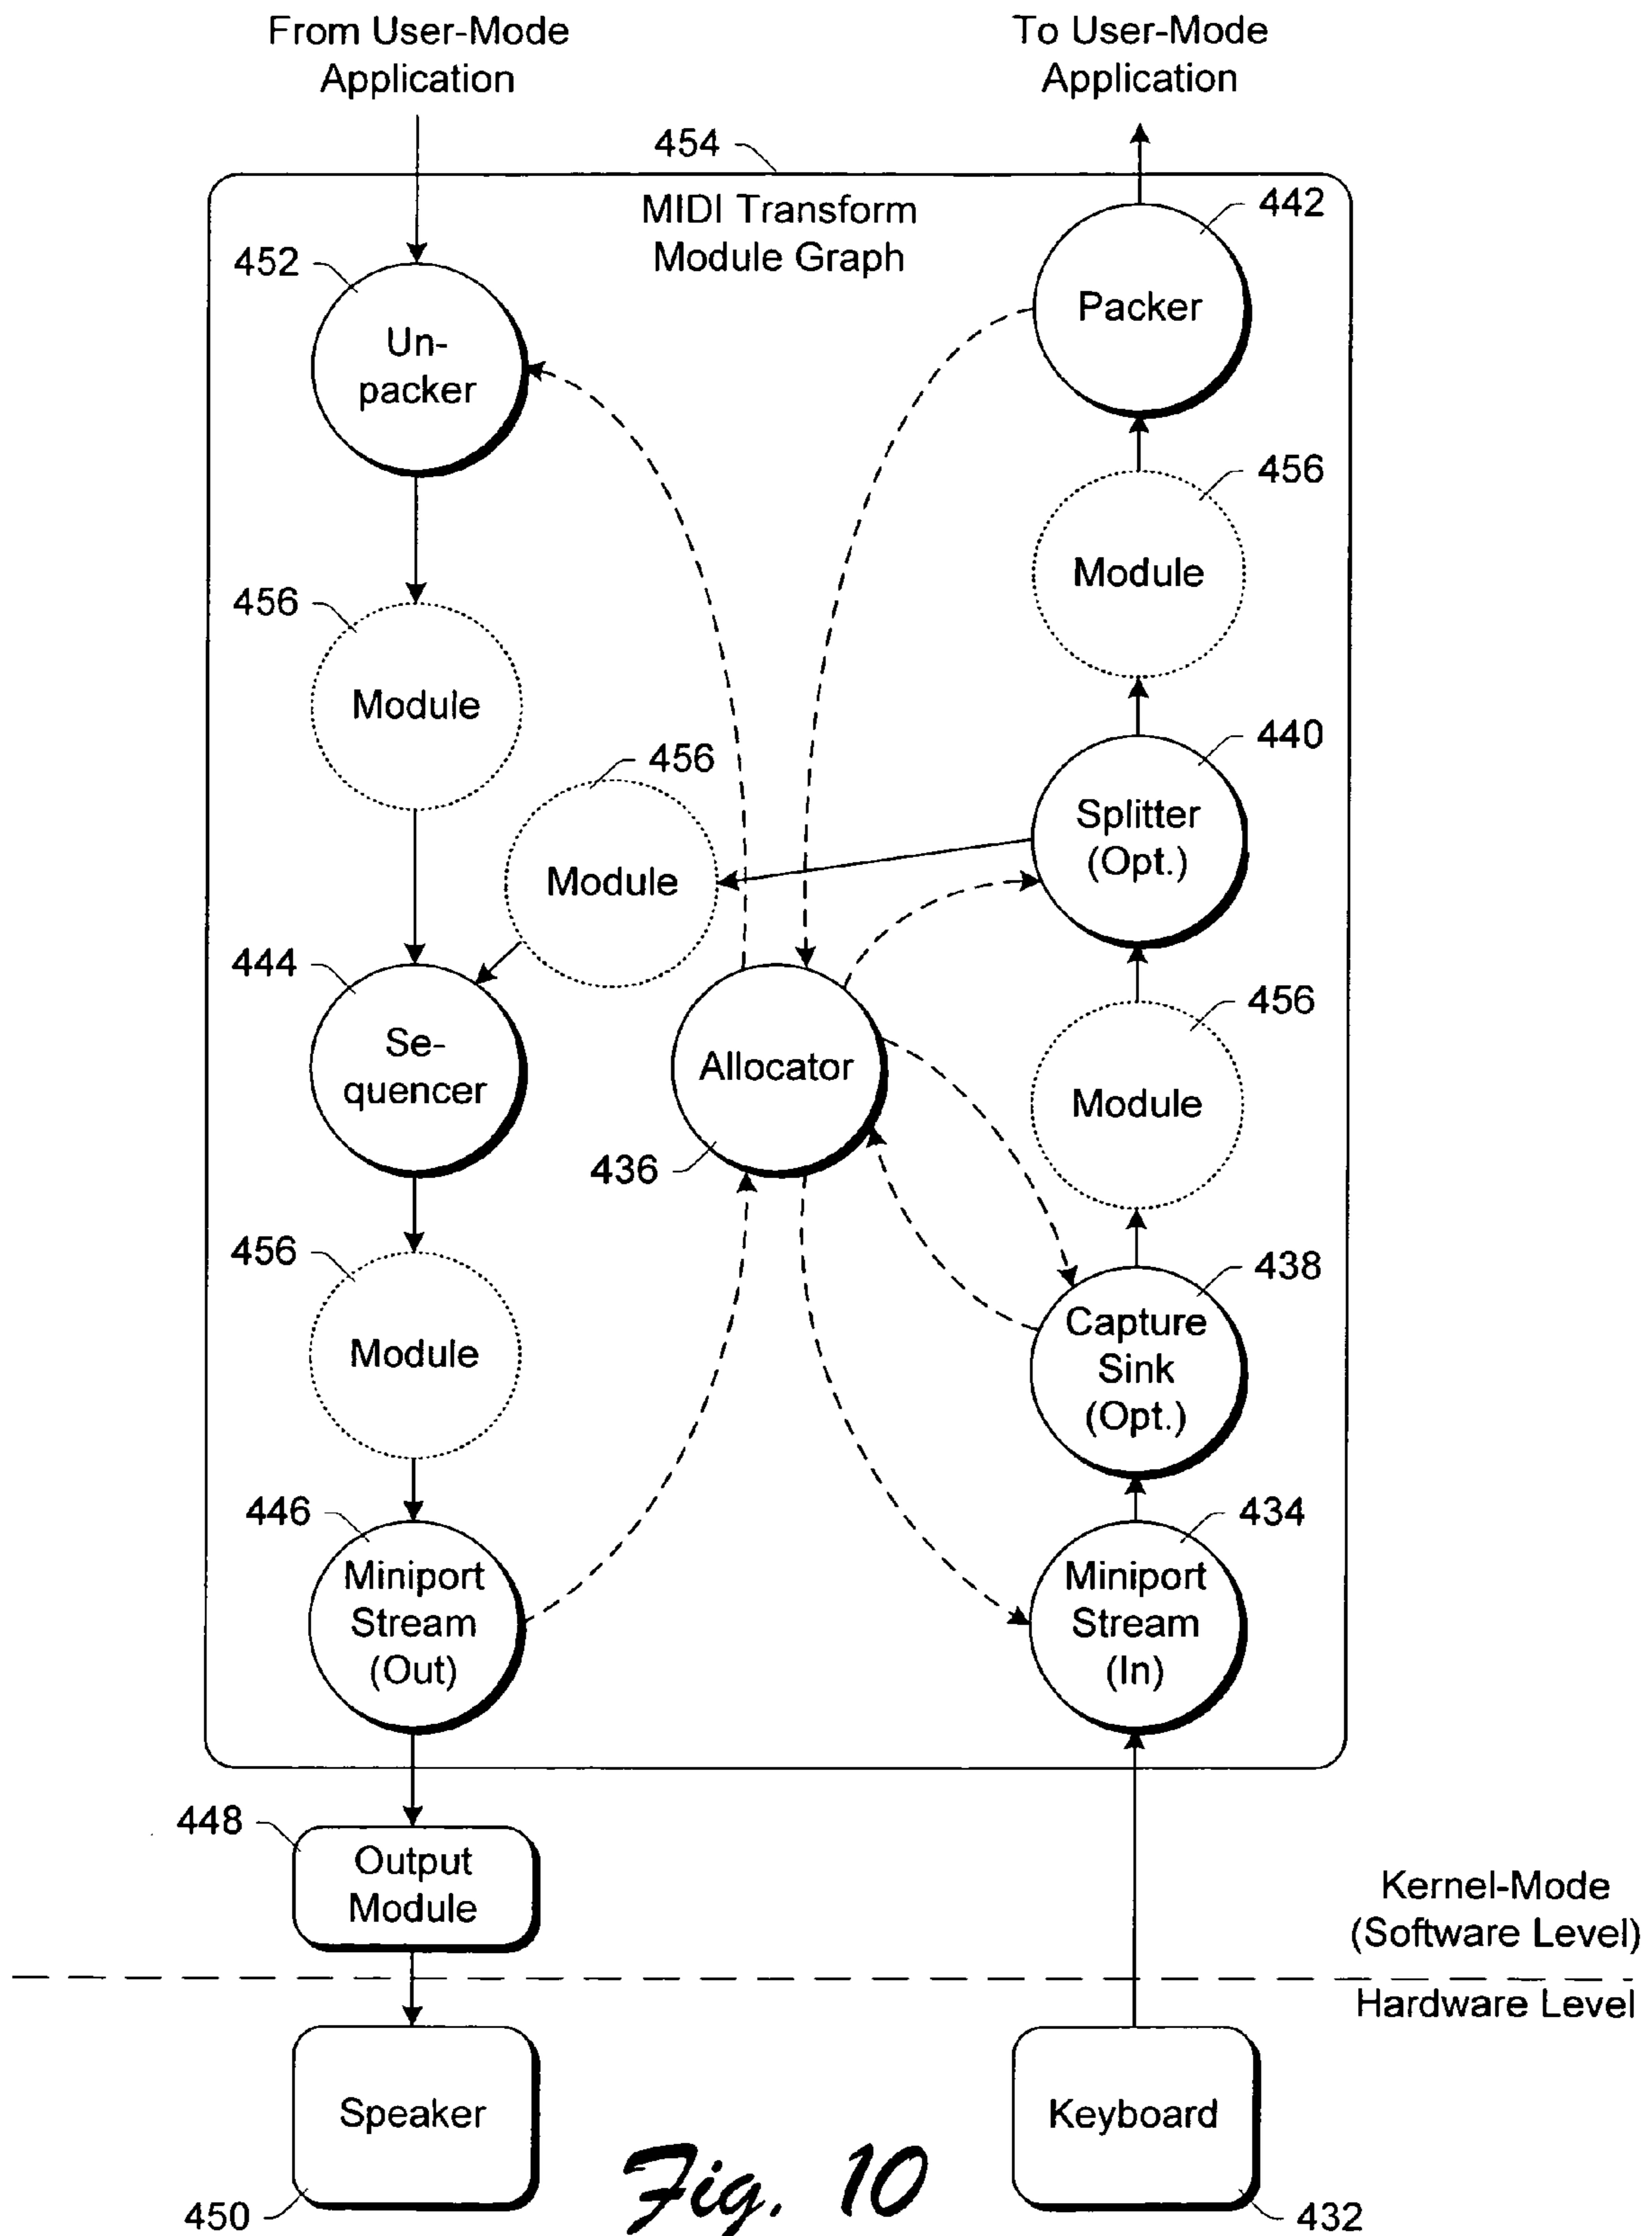 From User-Mode
Application
To User-Mode
Application
454
MIDI Transform
Module Graph
442
Packer
452
Un-
packer
456
Module
456
Module
456
Module
440
Splitter
(Opt.)
444
Se-
quencer
Allocator
436
456
Module
456
Module
438
Capture
Sink
(Opt.)
446
Miniport
Stream
(Out)
434
Miniport
Stream
(In)
448
Output
Module
Kernel-Mode
(Software Level)
Hardware Level
Speaker
450
Keyboard
432
Fig. 10